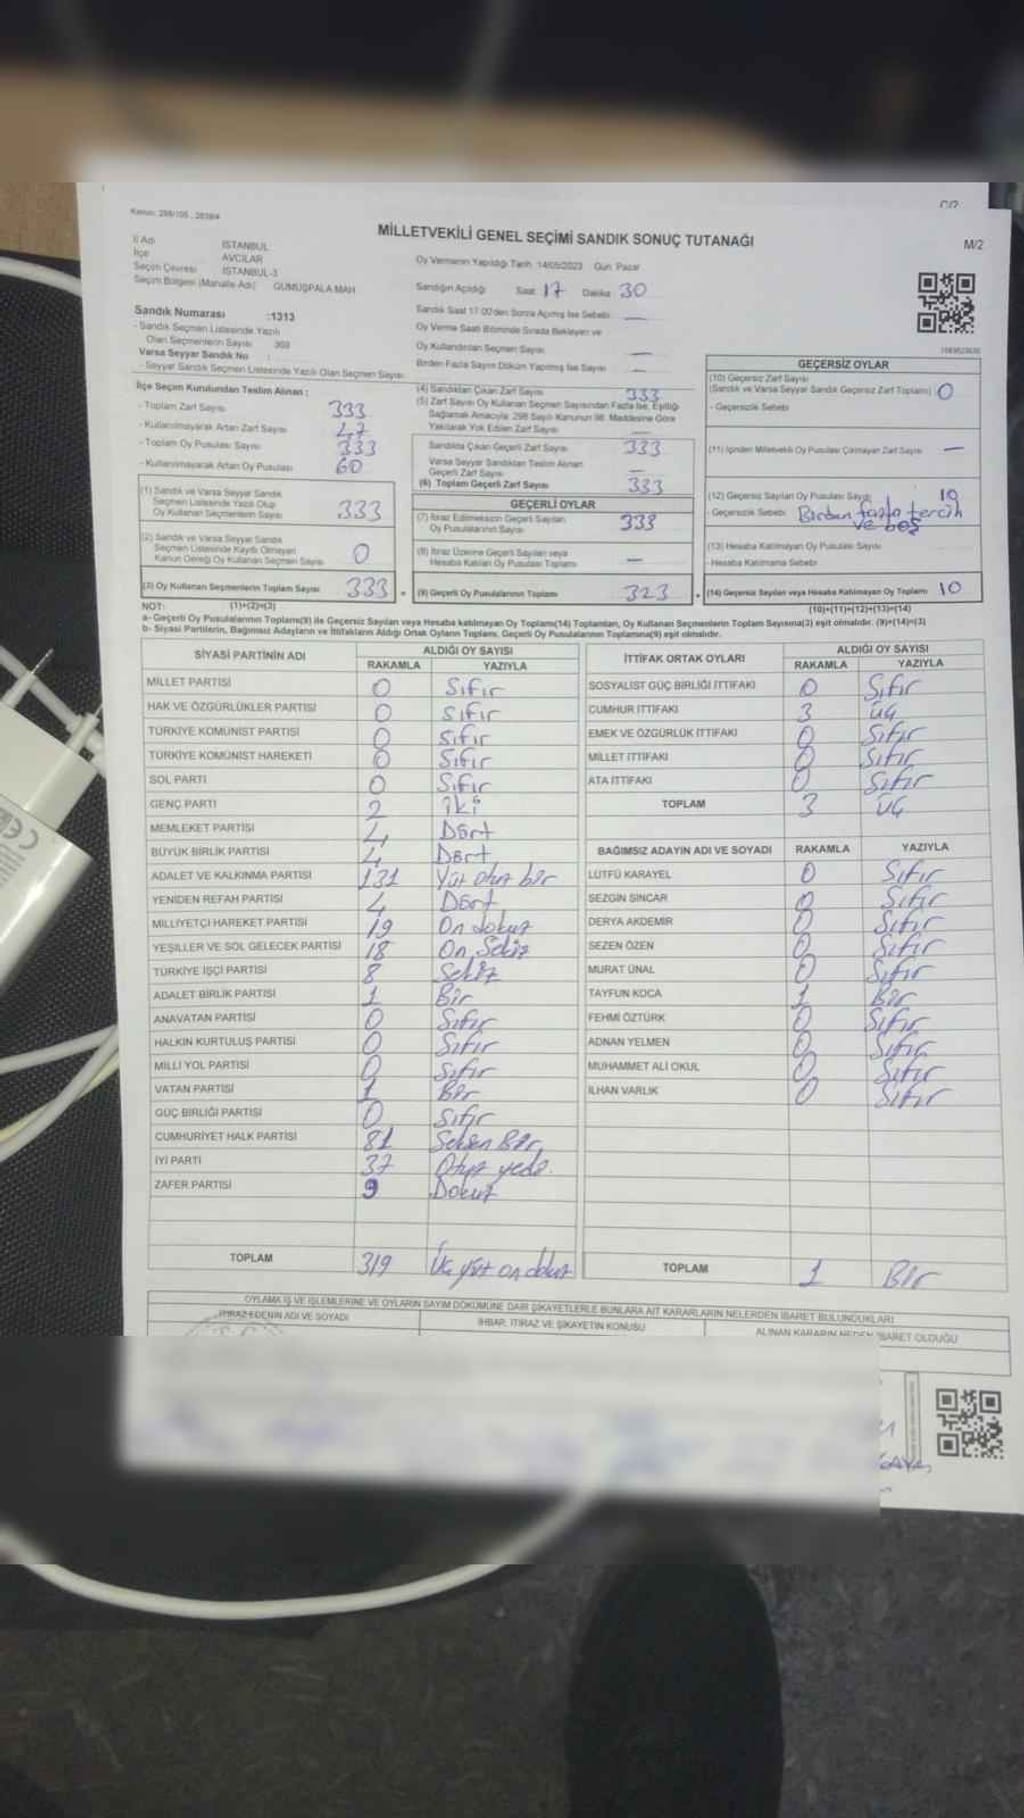 Kanun: 298/105 , 2839/4
C/2
MİLLETVEKİLİ GENEL SEÇİMİ SANDIK SONUÇ TUTANAĞI
M/2
İl Adı İSTANBUL
İlçe AVCILAR
Seçim Çevresi İSTANBUL-3
Seçim Bölgesi (Mahalle Adı) GÜMÜŞPALA MAH
Oy Vermenin Yapıldığı Tarih 14/05/2023 Gün: Pazar
Sandığın Açıldığı Saat 17 Dakika 30
Sandık Saat 17:00'den Sonra Açılmış İse Sebebi —
Oy Verme Saati Bitiminde Sırada Bekleyen ve
Oy Kullandırılan Seçmen Sayısı —
Birden Fazla Sayım Döküm Yapılmış İse Sayısı —
Sandık Numarası :1313
- Sandık Seçmen Listesinde Yazılı
Olan Seçmenlerin Sayısı
Varsa Seyyar Sandık No :
- Seyyar Sandık Seçmen Listesinde Yazılı Olan Seçmen Sayısı
İlçe Seçim Kurulundan Teslim Alınan :
- Toplam Zarf Sayısı 333
- Kullanılmayarak Artan Zarf Sayısı
- Toplam Oy Pusulası Sayısı 333
- Kullanılmayarak Artan Oy Pusulası 60
(1) Sandık ve Varsa Seyyar Sandık
Seçmen Listesinde Yazılı Olup
Oy Kullanan Seçmenlerin Sayısı 333
(2) Sandık ve Varsa Seyyar Sandık
Seçmen Listesinde Kayıtlı Olmayan
Kanun Gereği Oy Kullanan Seçmen Sayısı 0
(3) Oy Kullanan Seçmenlerin Toplam Sayısı 333
(4) Sandıktan Çıkan Zarf Sayısı 333
(5) Zarf Sayısı Oy Kullanan Seçmen Sayısından Fazla İse, Eşitliği
Sağlamak Amacıyla 298 Sayılı Kanunun 98. Maddesine Göre
Yakılarak Yok Edilen Zarf Sayısı —
Sandıkta Çıkan Geçerli Zarf Sayısı 333
Varsa Seyyar Sandıktan Teslim Alınan
Geçerli Zarf Sayısı —
(6) Toplam Geçerli Zarf Sayısı 333
GEÇERLİ OYLAR
(7) İtiraz Edilmeksizin Geçerli Sayılan
Oy Pusulalarının Sayısı 333
(8) İtiraz Üzerine Geçerli Sayılan veya
Hesaba Katılan Oy Pusulası Toplamı —
(9) Geçerli Oy Pusulalarının Toplamı 323
GEÇERSİZ OYLAR
(10) Geçersiz Zarf Sayısı
(Sandık ve Varsa Seyyar Sandık Geçersiz Zarf Toplamı) 0
- Geçersizlik Sebebi
(11) İçinden Milletvekili Oy Pusulası Çıkmayan Zarf Sayısı —
(12) Geçersiz Sayılan Oy Pusulası Sayısı 10
- Geçersizlik Sebebi Birden fazla tercih
ve boş
(13) Hesaba Katılmayan Oy Pusulası Sayısı
- Hesaba Katılmama Sebebi
(14) Geçersiz Sayılan veya Hesaba Katılmayan Oy Toplamı 10
NOT: (1)+(2)=(3)
(10)+(11)+(12)+(13)=(14)
a- Geçerli Oy Pusulalarının Toplamı(9) ile Geçersiz Sayılan veya Hesaba katılmayan Oy Toplamı(14) Toplamları, Oy Kullanan Seçmenlerin Toplam Sayısına(3) eşit olmalıdır. (9)+(14)=(3)
b- Siyasi Partilerin, Bağımsız Adayların ve İttifakların Aldığı Ortak Oyların Toplamı, Geçerli Oy Pusulalarının Toplamına(9) eşit olmalıdır.
SİYASİ PARTİNİN ADI ALDIĞI OY SAYISI
RAKAMLA YAZIYLA
MİLLET PARTİSİ 0 Sıfır
HAK VE ÖZGÜRLÜKLER PARTİSİ 0 Sıfır
TÜRKİYE KOMÜNİST PARTİSİ 0 Sıfır
TÜRKİYE KOMÜNİST HAREKETİ 0 Sıfır
SOL PARTİ 0 Sıfır
GENÇ PARTİ 2 İki
MEMLEKET PARTİSİ 4 Dört
BÜYÜK BİRLİK PARTİSİ 4 Dört
ADALET VE KALKINMA PARTİSİ 131 Yüz otuz bir
YENİDEN REFAH PARTİSİ 4 Dört
MİLLİYETÇİ HAREKET PARTİSİ 19 On dokuz
YEŞİLLER VE SOL GELECEK PARTİSİ 18 On Sekiz
TÜRKİYE İŞÇİ PARTİSİ 8 Sekiz
ADALET BİRLİK PARTİSİ 1 Bir
ANAVATAN PARTİSİ 0 Sıfır
HALKIN KURTULUŞ PARTİSİ 0 Sıfır
MİLLİ YOL PARTİSİ 0 Sıfır
VATAN PARTİSİ 1 Bir
GÜÇ BİRLİĞİ PARTİSİ 0 Sıfır
CUMHURİYET HALK PARTİSİ 81 Seksen Bir
İYİ PARTİ 37 Otuz yedi.
ZAFER PARTİSİ 9 Dokuz
TOPLAM 319 Üç yüz on dokuz
İTTİFAK ORTAK OYLARI ALDIĞI OY SAYISI
RAKAMLA YAZIYLA
SOSYALİST GÜÇ BİRLİĞİ İTTİFAKI 0 Sıfır
CUMHUR İTTİFAKI 3 üç
EMEK VE ÖZGÜRLÜK İTTİFAKI 0 Sıfır
MİLLET İTTİFAKI 0 Sıfır
ATA İTTİFAKI 0 Sıfır
TOPLAM 3 üç
BAĞIMSIZ ADAYIN ADI VE SOYADI RAKAMLA YAZIYLA
LÜTFÜ KARAYEL 0 Sıfır
SEZGİN SİNCAR 0 Sıfır
DERYA AKDEMİR 0 Sıfır
SEZEN ÖZEN 0 Sıfır
MURAT ÜNAL 0 Sıfır
TAYFUN KOCA 1 Bir
FEHMİ ÖZTÜRK 0 Sıfır
ADNAN YELMEN 0 Sıfır
MUHAMMET ALİ OKUL 0 Sıfır
İLHAN VARLIK 0 Sıfır
TOPLAM 1 Bir
OYLAMA İŞ VE İŞLEMLERİNE VE OYLARIN SAYIM DÖKÜMÜNE DAİR ŞİKAYETLERLE BUNLARA AİT KARARLARIN NELERDEN İBARET BULUNDUKLARI
İTİRAZ EDENİN ADI VE SOYADI İHBAR, İTİRAZ VE ŞİKAYETİN KONUSU ALINAN KARARIN NEDEN İBARET OLDUĞU